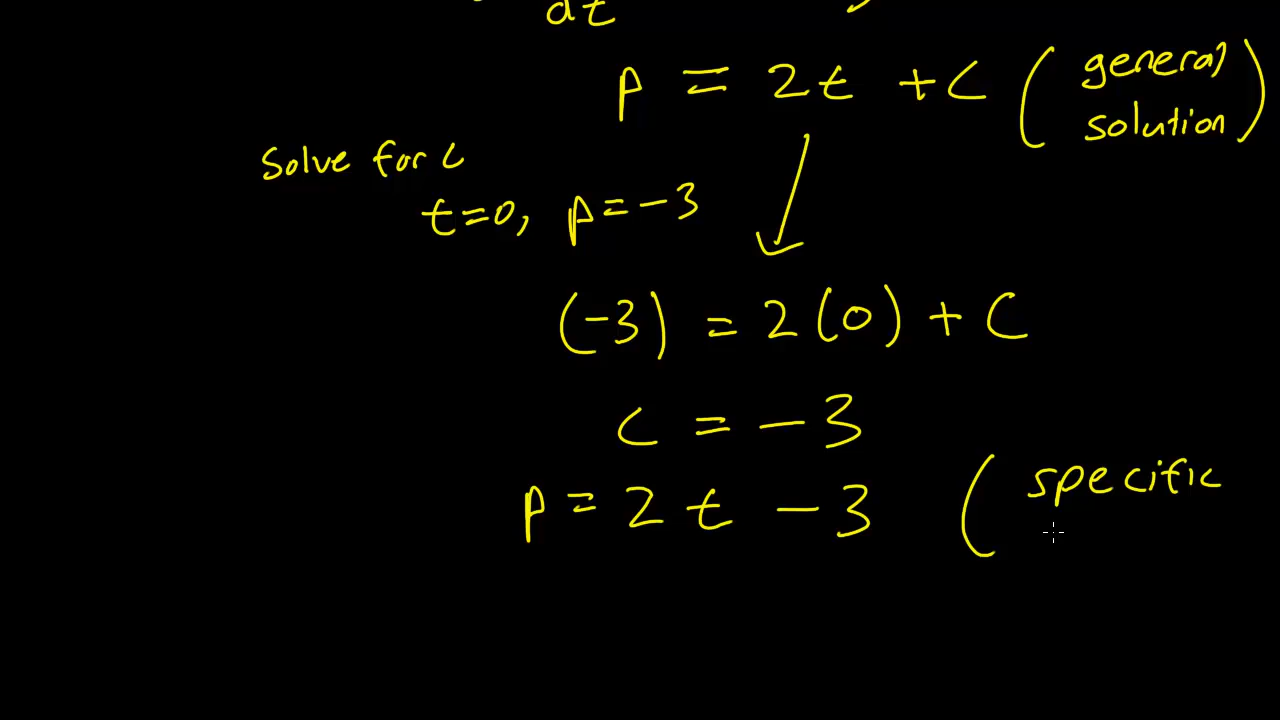 dt
p = 2t + C ( general
solution )
Solve for C
t=0, p=-3
(-3) = 2(0) + C
C = -3
p = 2t - 3 ( specific